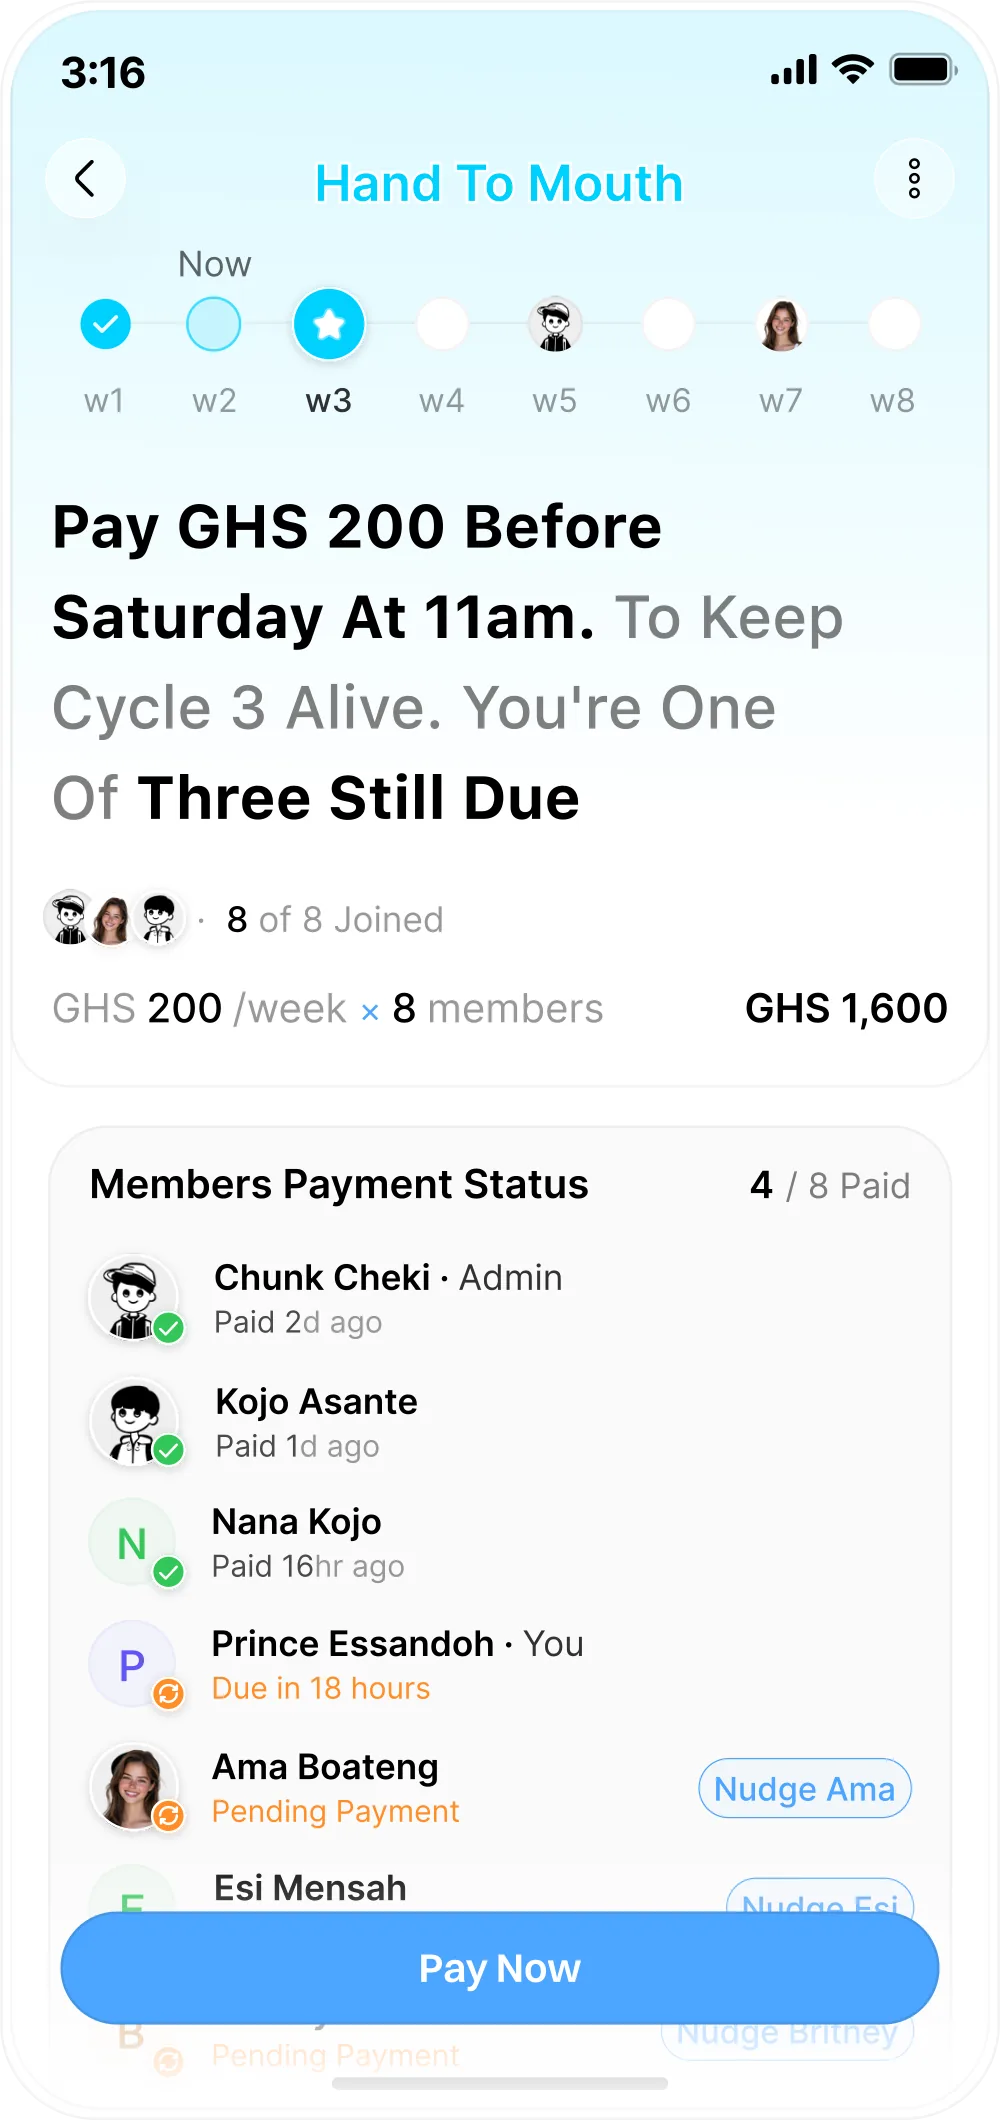 3:16
Hand To Mouth
Now
w1 w2 w3 w4 w5 w6 w7 w8
Pay GHS 200 Before
Saturday At 11am. To Keep
Cycle 3 Alive. You're One
Of Three Still Due
· 8 of 8 Joined
GHS 200 /week × 8 members GHS 1,600
Members Payment Status 4 / 8 Paid
Chunk Cheki · Admin
Paid 2d ago
Kojo Asante
Paid 1d ago
N
Nana Kojo
Paid 16hr ago
P
Prince Essandoh · You
Due in 18 hours
Ama Boateng
Pending Payment
Nudge Ama
Esi Mensah
Nudge Esi
Pay Now
B
Nudge Britney
Pending Payment